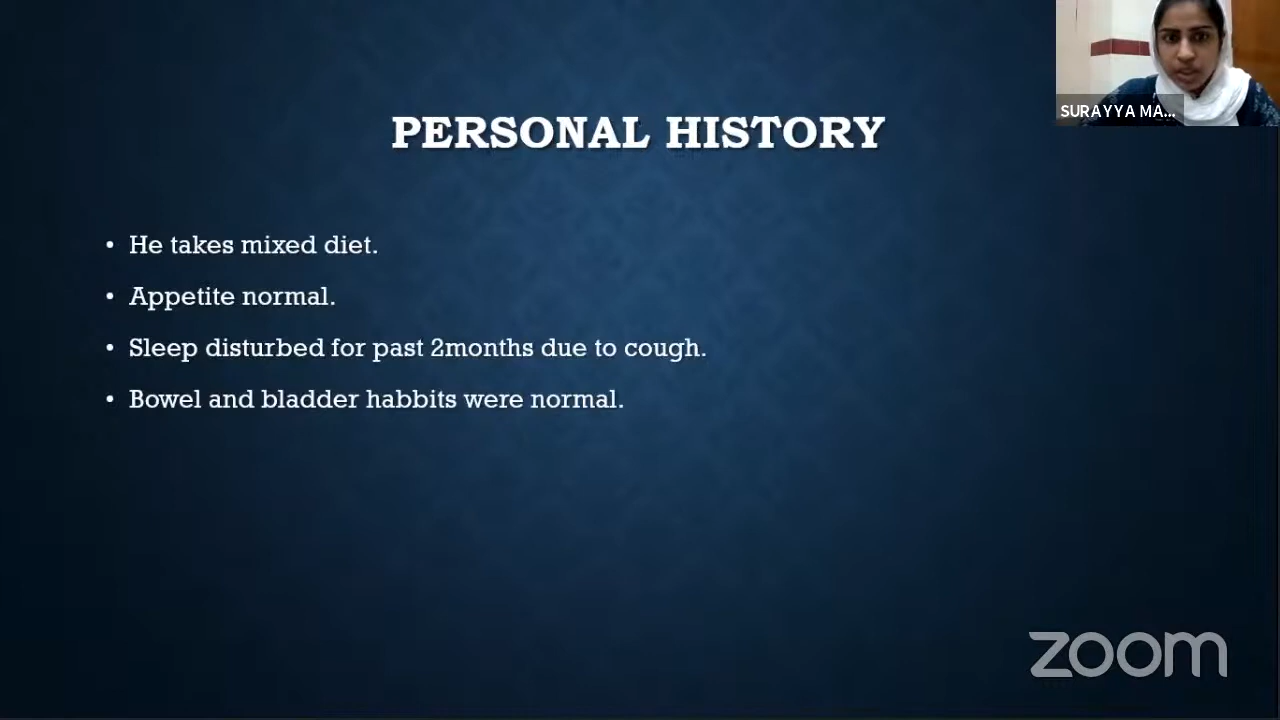 SURAYYA MA...
PERSONAL HISTORY
• He takes mixed diet.
• Appetite normal.
• Sleep disturbed for past 2months due to cough.
• Bowel and bladder habbits were normal.
zoom